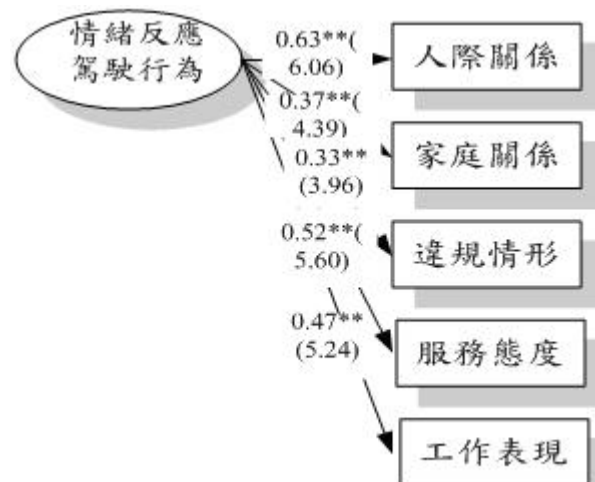 情緒反應
駕駛行為
0.63**(
6.06)
人際關係
0.37**(
4.39)
家庭關係
0.33**
(3.96)
0.52**(
5.60)
違規情形
0.47**
(5.24)
服務態度
工作表現